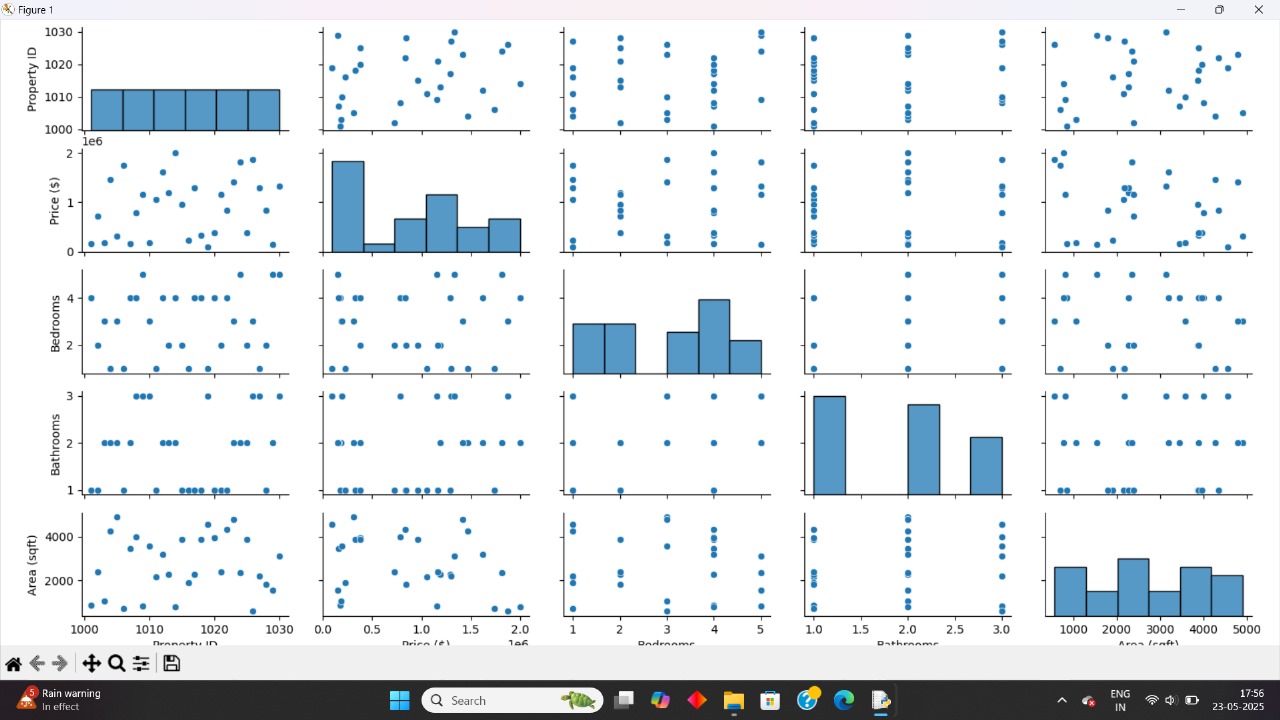 Figure 1
Property ID
1030
1020
1010
1000
1e6
Price ($)
2
1
0
Bedrooms
4
2
Bathrooms
3
2
1
Area (sqft)
4000
2000
1000 1010 1020 1030 0.0 0.5 1.0 1.5 2.0 1 2 3 4 5 1.0 1.5 2.0 2.5 3.0 1000 2000 3000 4000 5000
Property ID Price ($) 1e6 Bedrooms Bathrooms Area (sqft)
5 Rain warning
In effect
Search
ENG
IN
17:56
23-05-2025